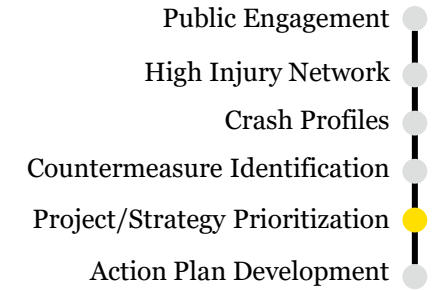 Public Engagement
High Injury Network
Crash Profiles
Countermeasure Identification
Project/Strategy Prioritization
Action Plan Development